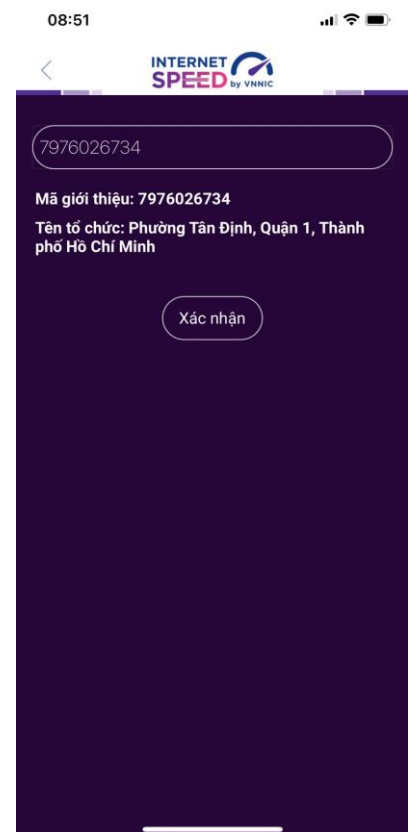 08:51
INTERNET
SPEED by VNNIC
7976026734
Mã giới thiệu: 7976026734
Tên tổ chức: Phường Tân Định, Quận 1, Thành
phố Hồ Chí Minh
Xác nhận